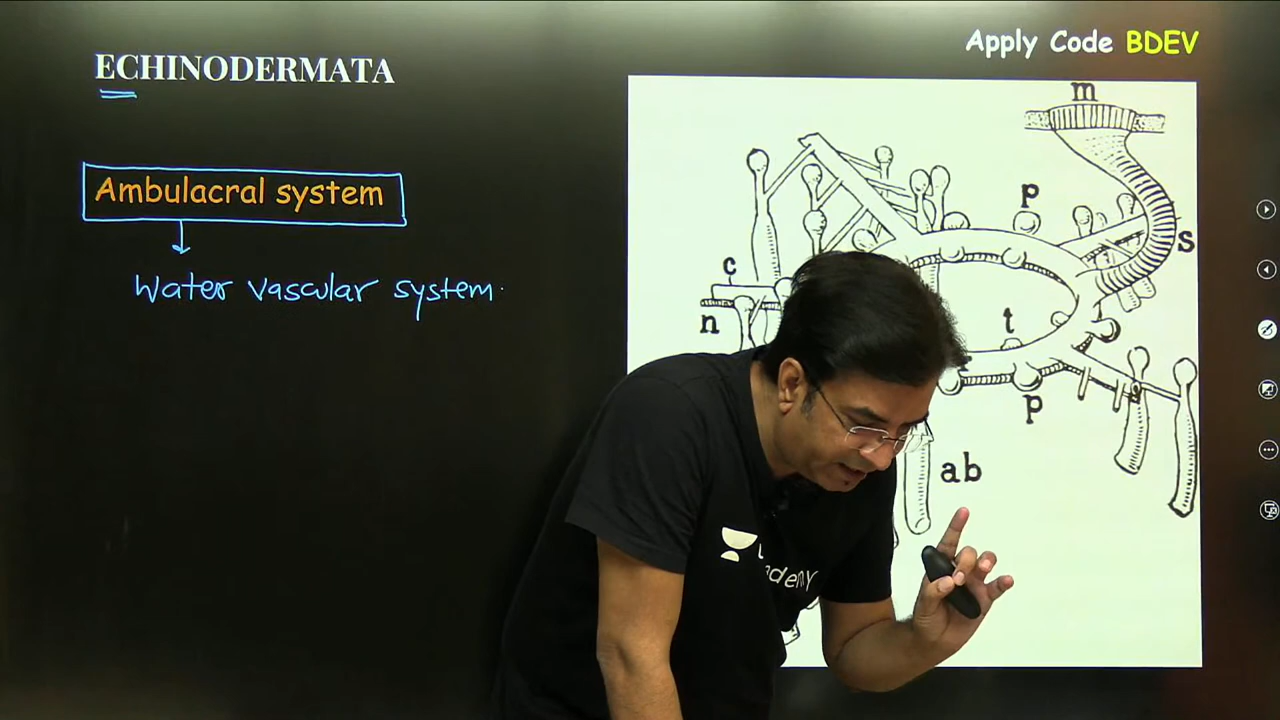 Apply Code BDEV
ECHINODERMATA
Ambulacral system
Water vascular system.
m
p
s
c
n
t
p
ab